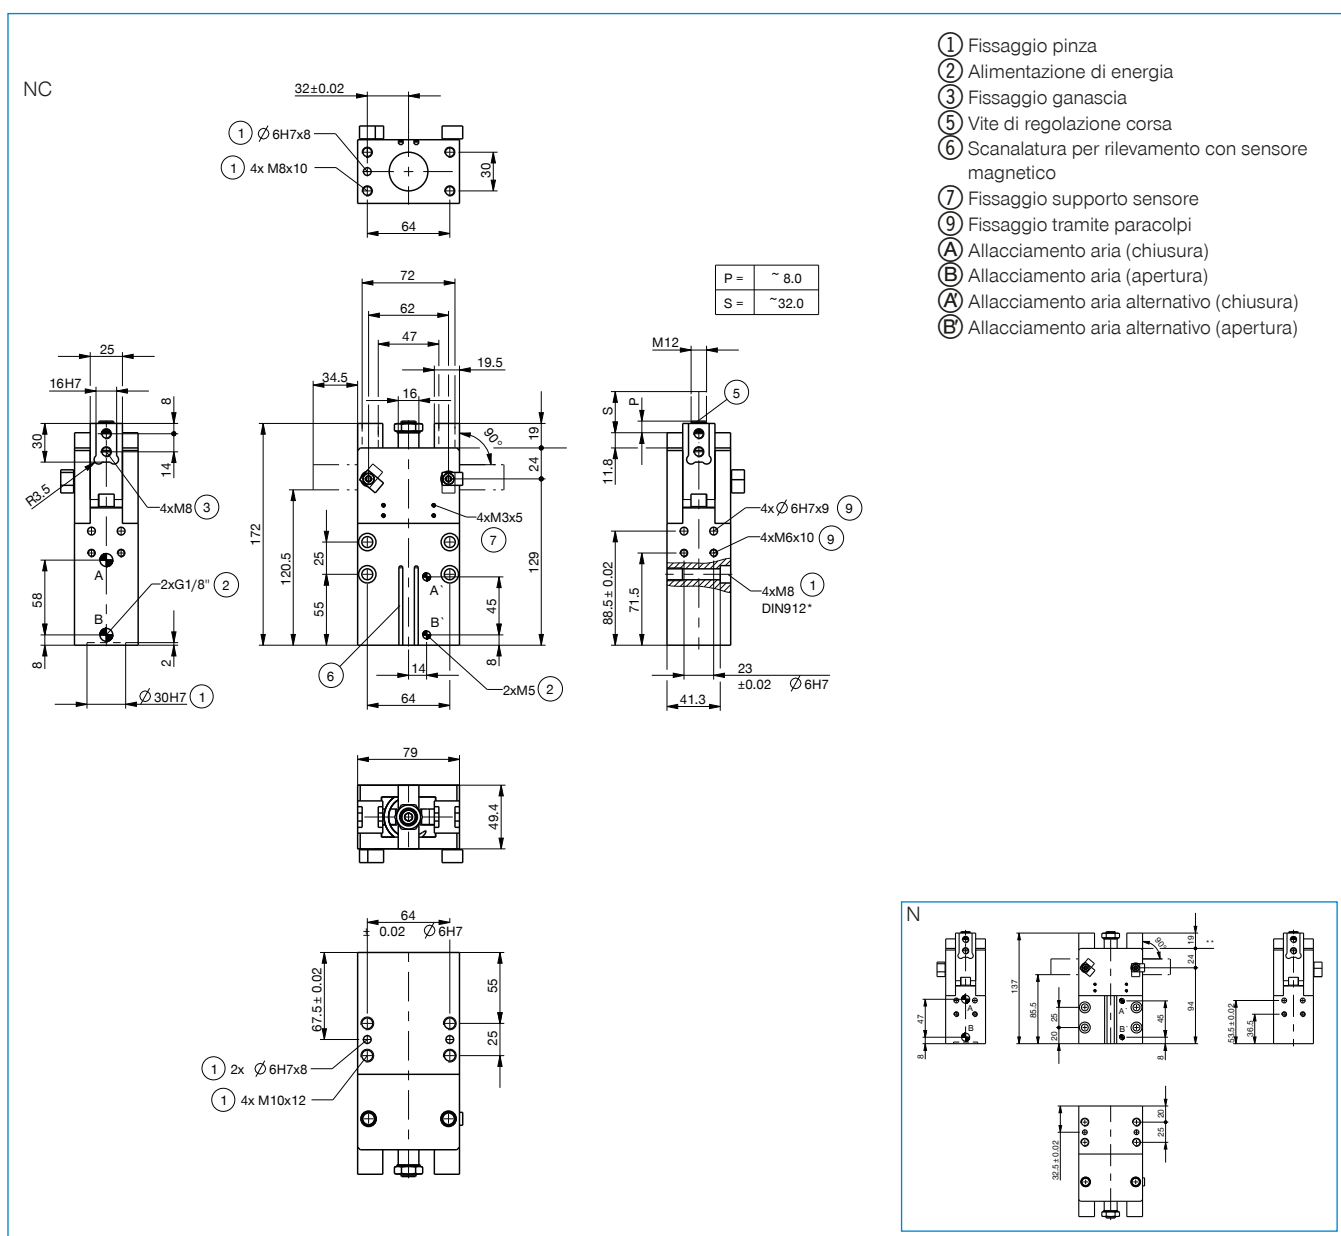 NC
32±0.02
1 Ø 6H7x8
1 4x M8x10
30
64
1 Fissaggio pinza
2 Alimentazione di energia
3 Fissaggio ganascia
5 Vite di regolazione corsa
6 Scanalatura per rilevamento con sensore
magnetico
7 Fissaggio supporto sensore
9 Fissaggio tramite paracolpi
A Allacciamento aria (chiusura)
B Allacciamento aria (apertura)
A' Allacciamento aria alternativo (chiusura)
B' Allacciamento aria alternativo (apertura)
P = ~ 8.0
S = ~32.0
25
16H7
8
30
14
R3.5
4xM8 3
A
2xG1/8" 2
B
58
8
2
Ø 30H7 1
72
62
47
19.5
34.5
16
90°
19
24
172
120.5
25
55
4xM3x5
7
129
A`
45
B`
8
6
14
2xM5 2
64
M12
S
P
5
11.8
4x Ø 6H7x9 9
4xM6x10 9
88.5 ± 0.02
71.5
4xM8 1
DIN912*
23
±0.02 Ø 6H7
41.3
79
49.4
64
± 0.02 Ø 6H7
67.5 ± 0.02
55
25
1 2x Ø 6H7x8
1 4x M10x12
N
47
8
A
B
137
85.5
25
20
90°
19
24
94
A`
45
B`
8
53.5 ± 0.02
36.5
32.5 ± 0.02
20
25